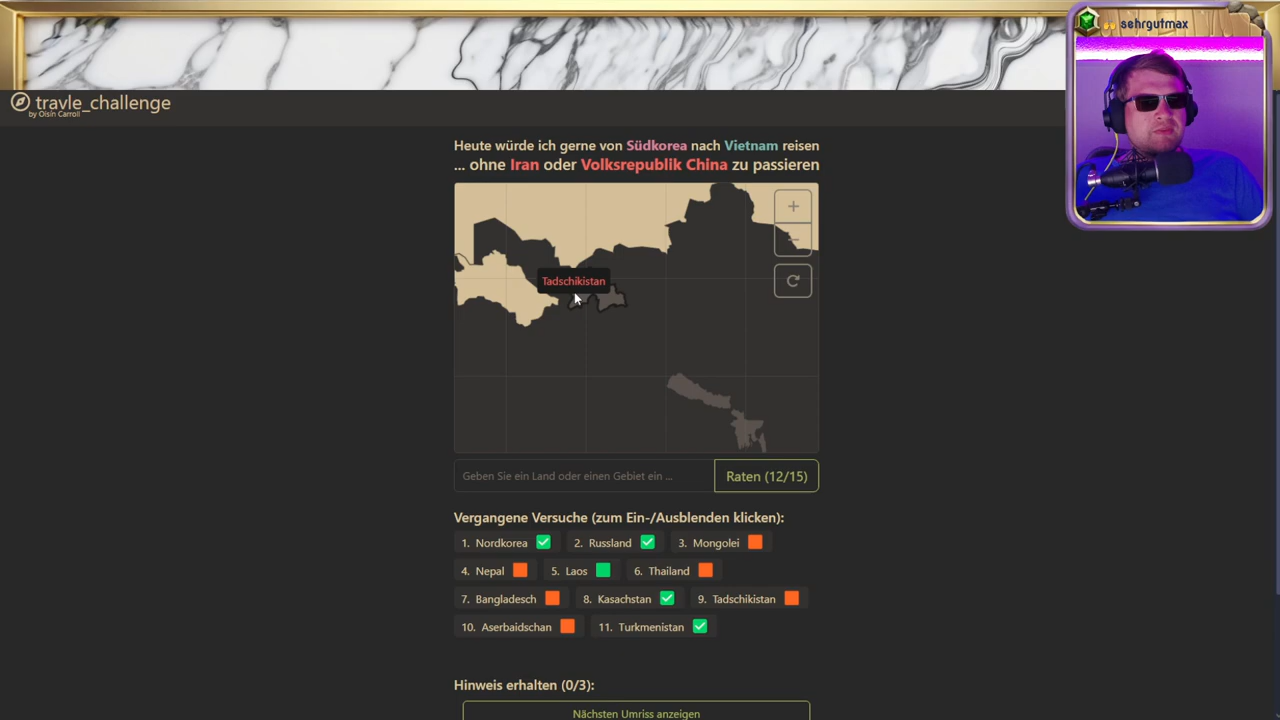 sehrgutmax
travle_challenge
by Oisín Carroll
Heute würde ich gerne von Südkorea nach Vietnam reisen
... ohne Iran oder Volksrepublik China zu passieren
Tadschikistan
Geben Sie ein Land oder einen Gebiet ein ...
Raten (12/15)
Vergangene Versuche (zum Ein-/Ausblenden klicken):
1. Nordkorea
2. Russland
3. Mongolei
4. Nepal
5. Laos
6. Thailand
7. Bangladesch
8. Kasachstan
9. Tadschikistan
10. Aserbaidschan
11. Turkmenistan
Hinweis erhalten (0/3):
Nächsten Umriss anzeigen